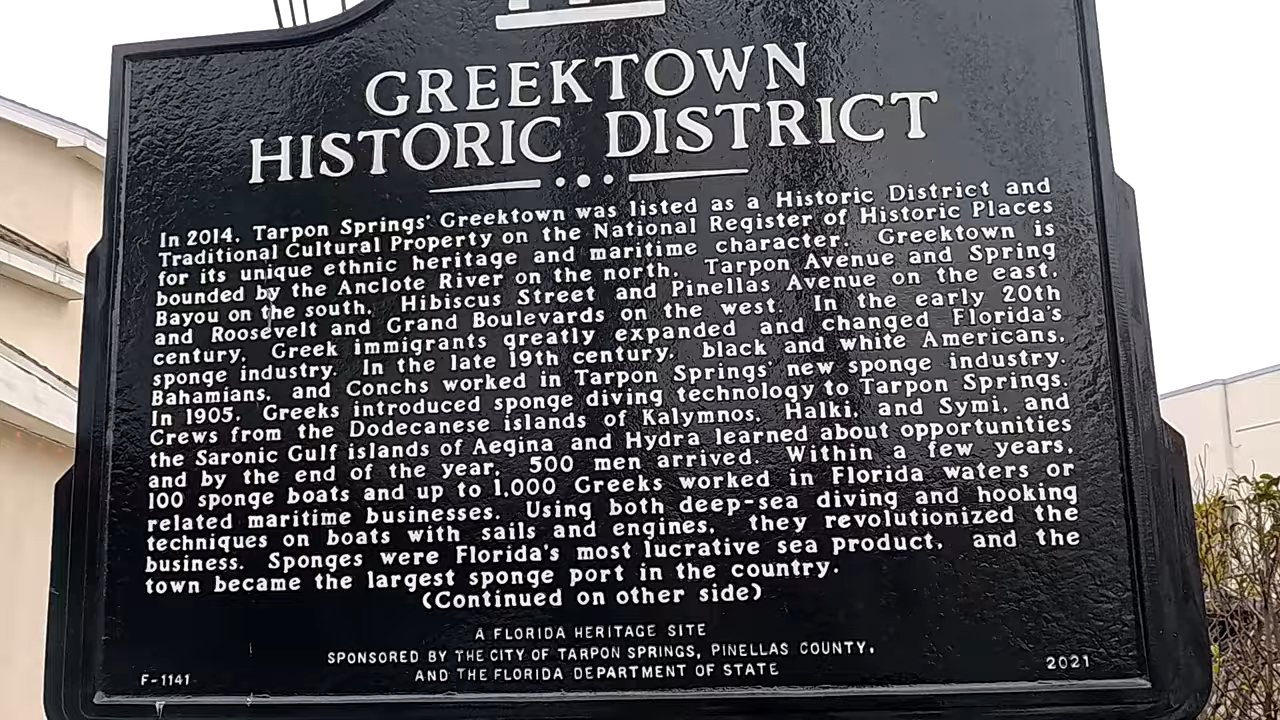 GREEKTOWN
HISTORIC DISTRICT
In 2014, Tarpon Springs' Greektown was listed as a Historic District and
Traditional Cultural Property on the National Register of Historic Places
for its unique ethnic heritage and maritime character. Greektown is
bounded by the Anclote River on the north, Tarpon Avenue and Spring
Bayou on the south, Hibiscus Street and Pinellas Avenue on the east,
and Roosevelt and Grand Boulevards on the west. In the early 20th
century, Greek immigrants greatly expanded and changed Florida's
sponge industry. In the late 19th century, black and white Americans,
Bahamians, and Conchs worked in Tarpon Springs' new sponge industry.
In 1905, Greeks introduced sponge diving technology to Tarpon Springs.
Crews from the Dodecanese islands of Kalymnos, Halki, and Symi, and
the Saronic Gulf islands of Aegina and Hydra learned about opportunities
and by the end of the year, 500 men arrived. Within a few years,
100 sponge boats and up to 1,000 Greeks worked in Florida waters or
related maritime businesses. Using both deep-sea diving and hooking
techniques on boats with sails and engines, they revolutionized the
business. Sponges were Florida's most lucrative sea product, and the
town became the largest sponge port in the country.
(Continued on other side)
A FLORIDA HERITAGE SITE
SPONSORED BY THE CITY OF TARPON SPRINGS, PINELLAS COUNTY,
AND THE FLORIDA DEPARTMENT OF STATE
F-1141 2021